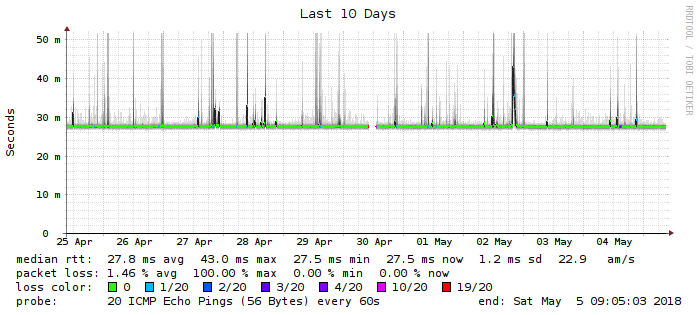 Last 10 Days
RRDTOOL / TOBI OETIKER
Seconds
50 m
40 m
30 m
20 m
10 m
0
25 Apr 26 Apr 27 Apr 28 Apr 29 Apr 30 Apr 01 May 02 May 03 May 04 May
median rtt: 27.8 ms avg 43.0 ms max 27.5 ms min 27.5 ms now 1.2 ms sd 22.9 am/s
packet loss: 1.46 % avg 100.00 % max 0.00 % min 0.00 % now
loss color: 0 1/20 2/20 3/20 4/20 10/20 19/20
probe: 20 ICMP Echo Pings (56 Bytes) every 60s end: Sat May 5 09:05:03 2018